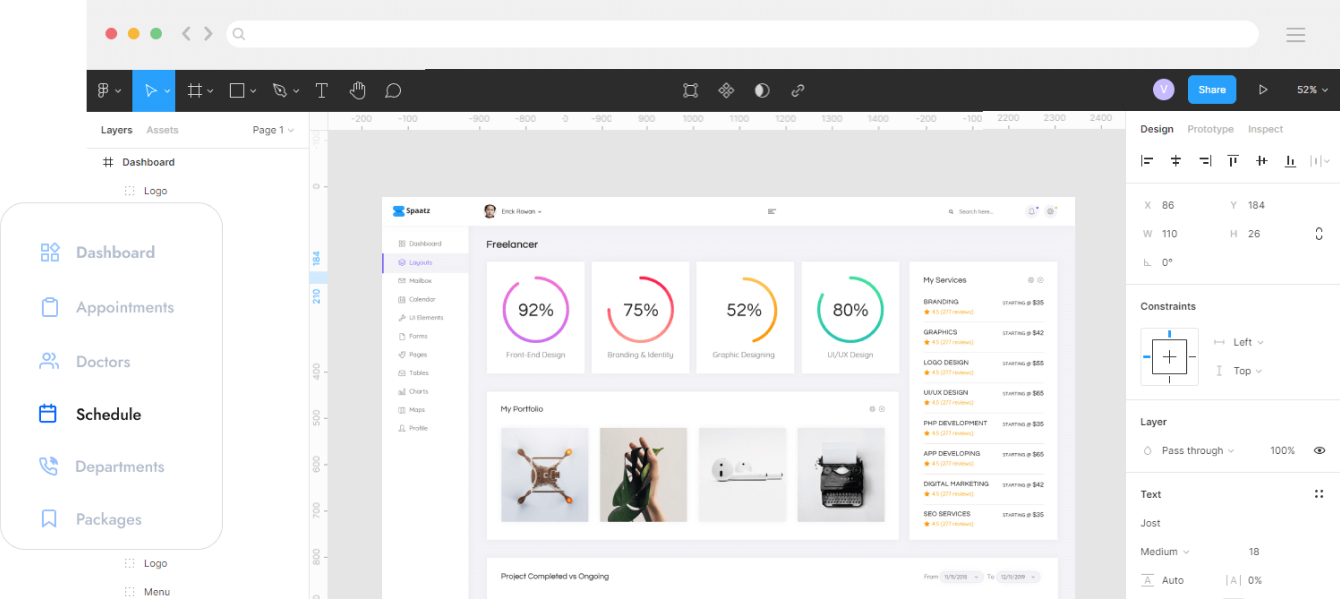 V
Share
52%
Layers
Assets
Page 1
-200 -100 -900 -800 0 -900 900 1000 1100 1200 1300 1400 -200 -100 2200 2300 2400
Dashboard
Logo
Dashboard
Appointments
Doctors
Schedule
Departments
Packages
Logo
Menu
0
184
210
400
500
600
700
800
Spaatz
Erick Rowan
Search here...
Dashboard
Layouts
Mailbox
Calendar
UI Elements
Forms
Pages
Tables
Charts
Maps
Profile
Freelancer
92%
Front-End Design
75%
Branding & Identity
52%
Graphic Designing
80%
UI/UX Design
My Services
BRANDING STARTING @ $35
4.5 (277 reviews)
GRAPHICS STARTING @ $42
4.5 (277 reviews)
LOGO DESIGN STARTING @ $55
4.5 (277 reviews)
UI/UX DESIGN STARTING @ $65
4.5 (277 reviews)
PHP DEVELOPMENT STARTING @ $35
4.5 (277 reviews)
APP DEVELOPING STARTING @ $65
4.5 (277 reviews)
DIGITAL MARKETING STARTING @ $42
4.5 (277 reviews)
SEO SERVICES STARTING @ $35
4.5 (277 reviews)
My Portfolio
Project Completed vs Ongoing
From 11/11/2018 To 12/11/2019
Design
Prototype
Inspect
X 86 Y 184
W 110 H 26
0°
Constraints
Left
Top
Layer
Pass through 100%
Text
Jost
Medium 18
A Auto |A| 0%